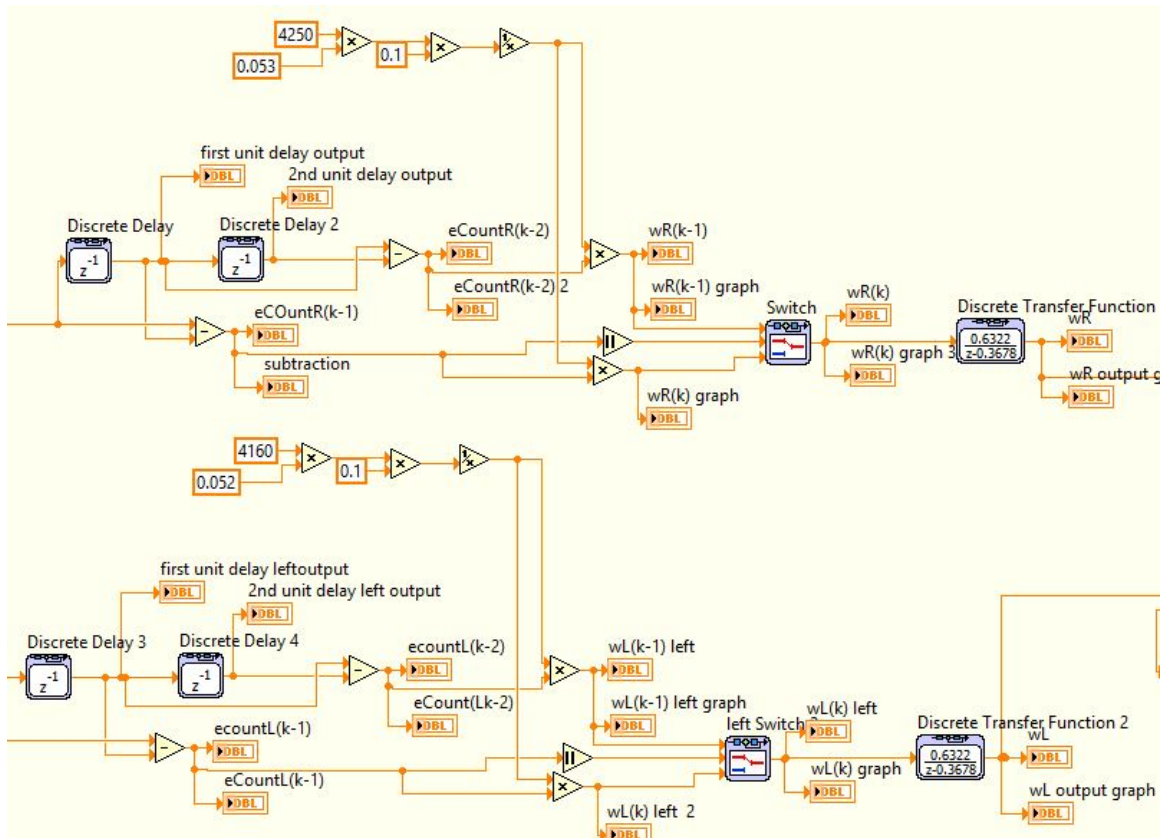 4250
0.053
×
0.1
×
1/x
first unit delay output
DBL
2nd unit delay output
DBL
Discrete Delay
z-1
Discrete Delay 2
z-1
-
eCountR(k-2)
DBL
eCountR(k-2) 2
DBL
×
wR(k-1)
DBL
wR(k-1) graph
DBL
-
eCOuntR(k-1)
DBL
subtraction
DBL
||
×
wR(k) graph
DBL
Switch
wR(k)
DBL
wR(k) graph 3
DBL
Discrete Transfer Function
0.6322
z-0.3678
wR
DBL
wR output g
DBL
4160
0.052
×
0.1
×
1/x
first unit delay leftoutput
DBL
2nd unit delay left output
DBL
Discrete Delay 3
z-1
Discrete Delay 4
z-1
-
ecountL(k-2)
DBL
eCount(Lk-2)
DBL
×
wL(k-1) left
DBL
wL(k-1) left graph
DBL
-
ecountL(k-1)
DBL
eCountL(k-1)
DBL
||
×
wL(k) left 2
DBL
left Switch
wL(k) left
DBL
wL(k) graph
DBL
Discrete Transfer Function 2
0.6322
z-0.3678
wL
DBL
wL output graph
DBL